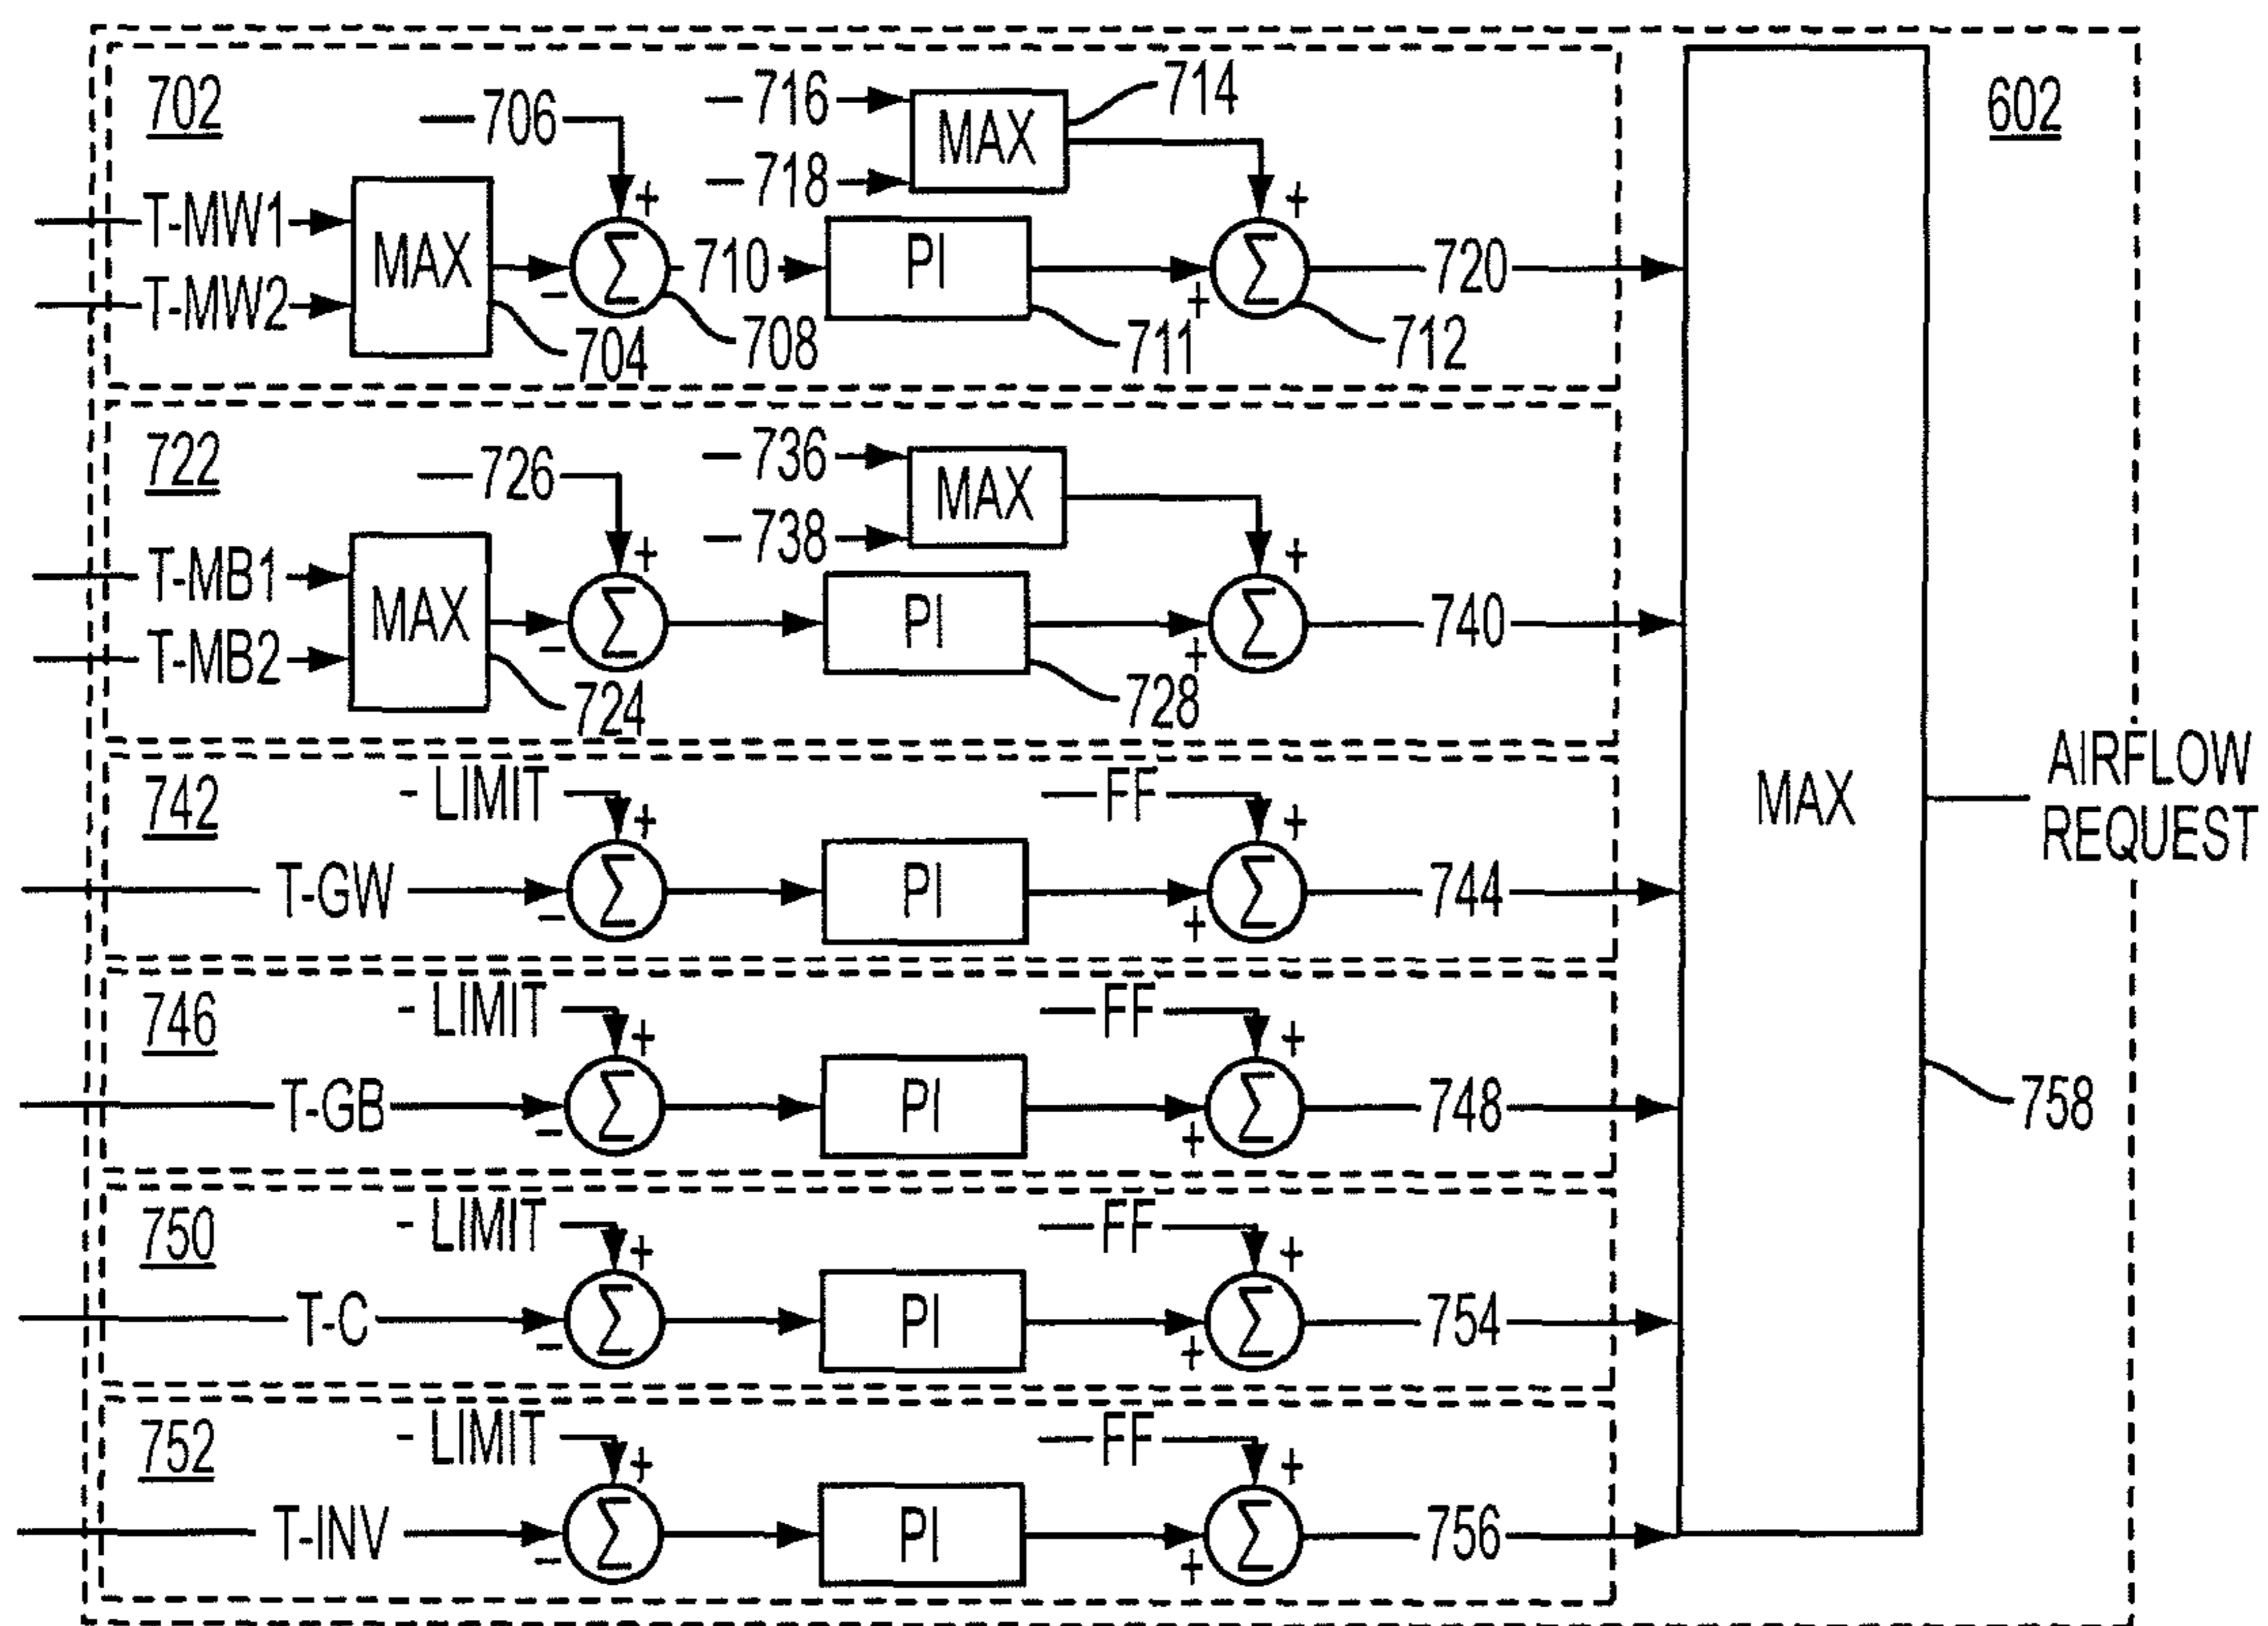 702
706
716
718
MAX
714
602
T-MW1
T-MW2
MAX
704
+
-
Σ
708
710
PI
711
+
+
Σ
712
720
722
726
736
738
MAX
T-MB1
T-MB2
MAX
724
+
-
Σ
PI
728
+
+
Σ
740
742
LIMIT
FF
T-GW
+
-
Σ
PI
+
+
Σ
744
746
LIMIT
FF
T-GB
+
-
Σ
PI
+
+
Σ
748
750
LIMIT
FF
T-C
+
-
Σ
PI
+
+
Σ
754
752
LIMIT
FF
T-INV
+
-
Σ
PI
+
+
Σ
756
MAX
758
AIRFLOW
REQUEST